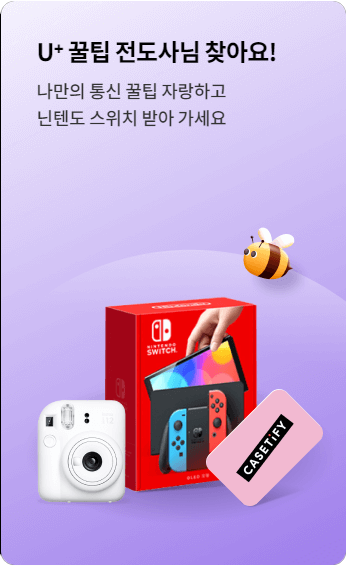 U+ 꿀팁 전도사님 찾아요!
나만의 통신 꿀팁 자랑하고
닌텐도 스위치 받아 가세요
NINTENDO
SWITCH.
CASETiFY